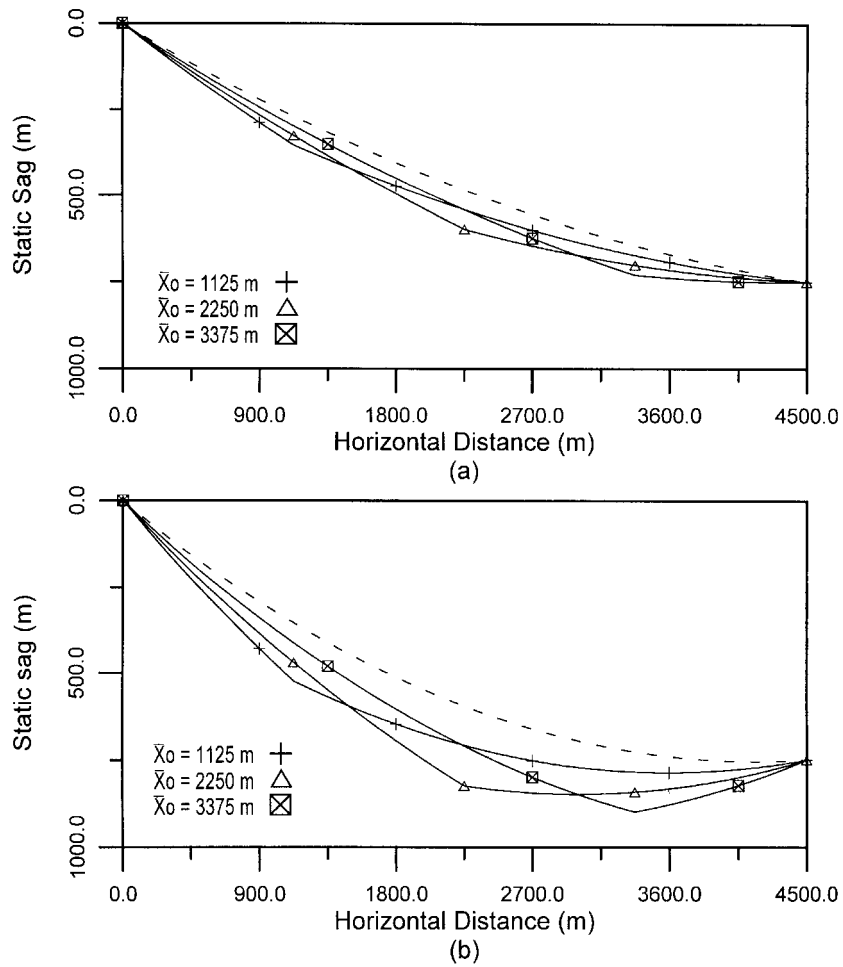 0.0
500.0
1000.0
Static Sag (m)
X̄o = 1125 m
X̄o = 2250 m
X̄o = 3375 m
0.0 900.0 1800.0 2700.0 3600.0 4500.0
Horizontal Distance (m)
(a)
0.0
500.0
1000.0
Static sag (m)
X̄o = 1125 m
X̄o = 2250 m
X̄o = 3375 m
0.0 900.0 1800.0 2700.0 3600.0 4500.0
Horizontal Distance (m)
(b)